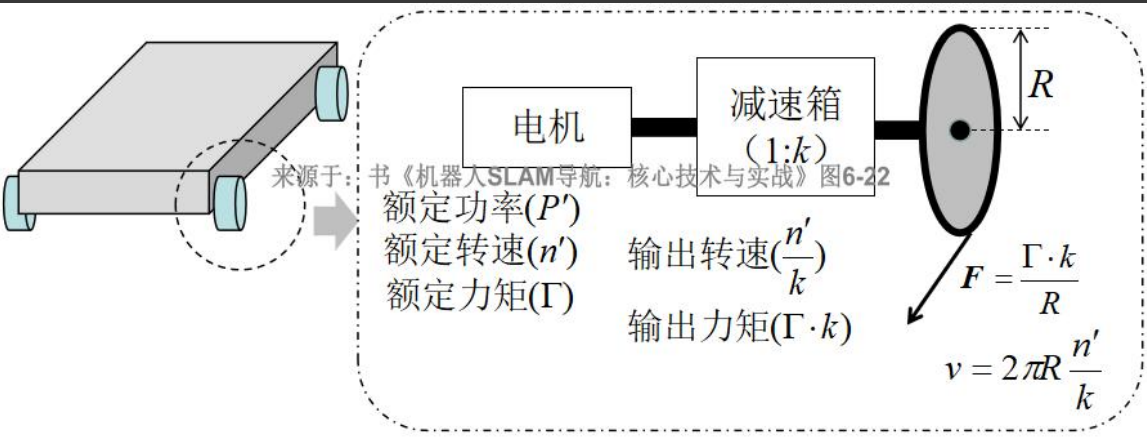 电机
减速箱
(1:k)
R
来源于：书《机器人SLAM导航：核心技术与实战》图6-22
额定功率(P′)
额定转速(n′)
额定力矩(Γ)
输出转速(n′/k)
输出力矩(Γ·k)
F = Γ·k/R
v = 2πR n′/k